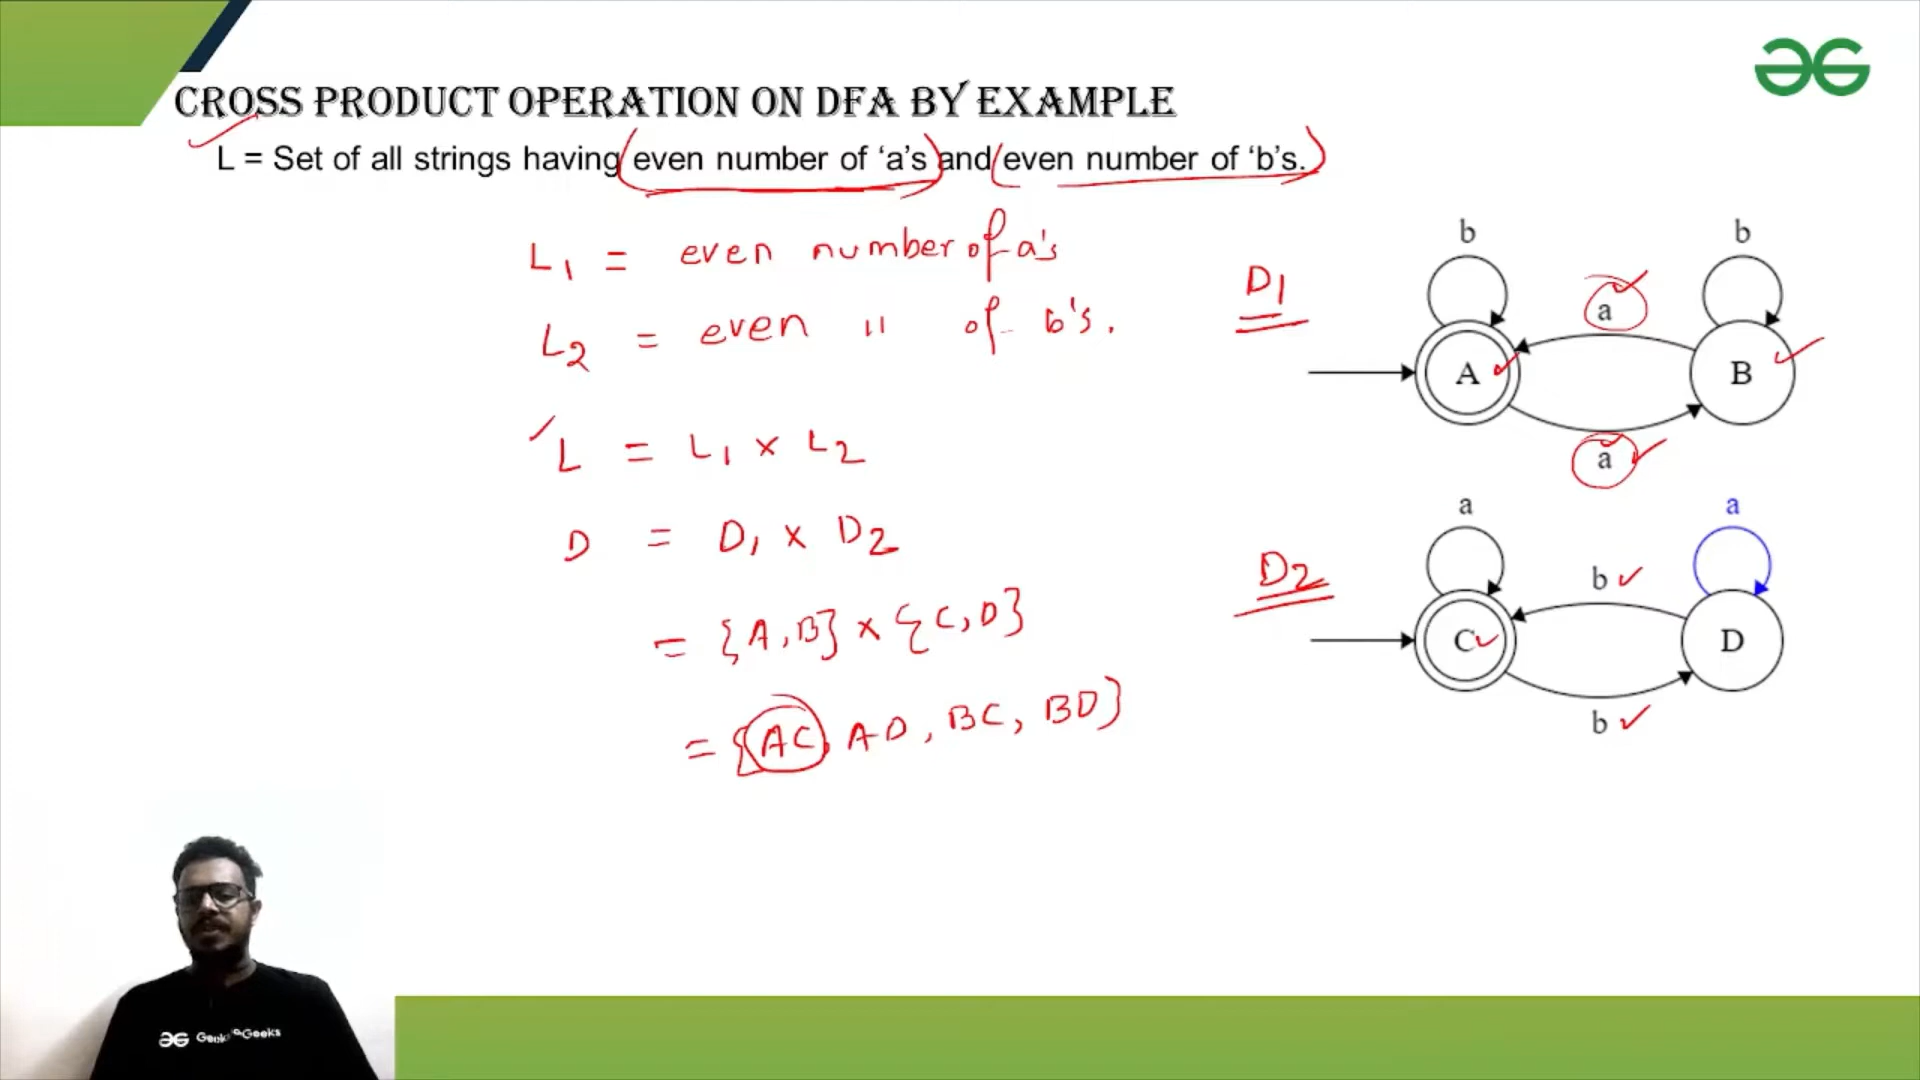 CROSS PRODUCT OPERATION ON DFA BY EXAMPLE
L = Set of all strings having even number of ‘a’s and even number of ‘b’s.
L1 = even number of a's
L2 = even " of b's.
L = L1 x L2
D = D1 x D2
= {A,B} x {C,D}
= {AC, AD, BC, BD}
D1
b
b
a
A
B
a
D2
a
a
b
C
D
b
GeeksforGeeks